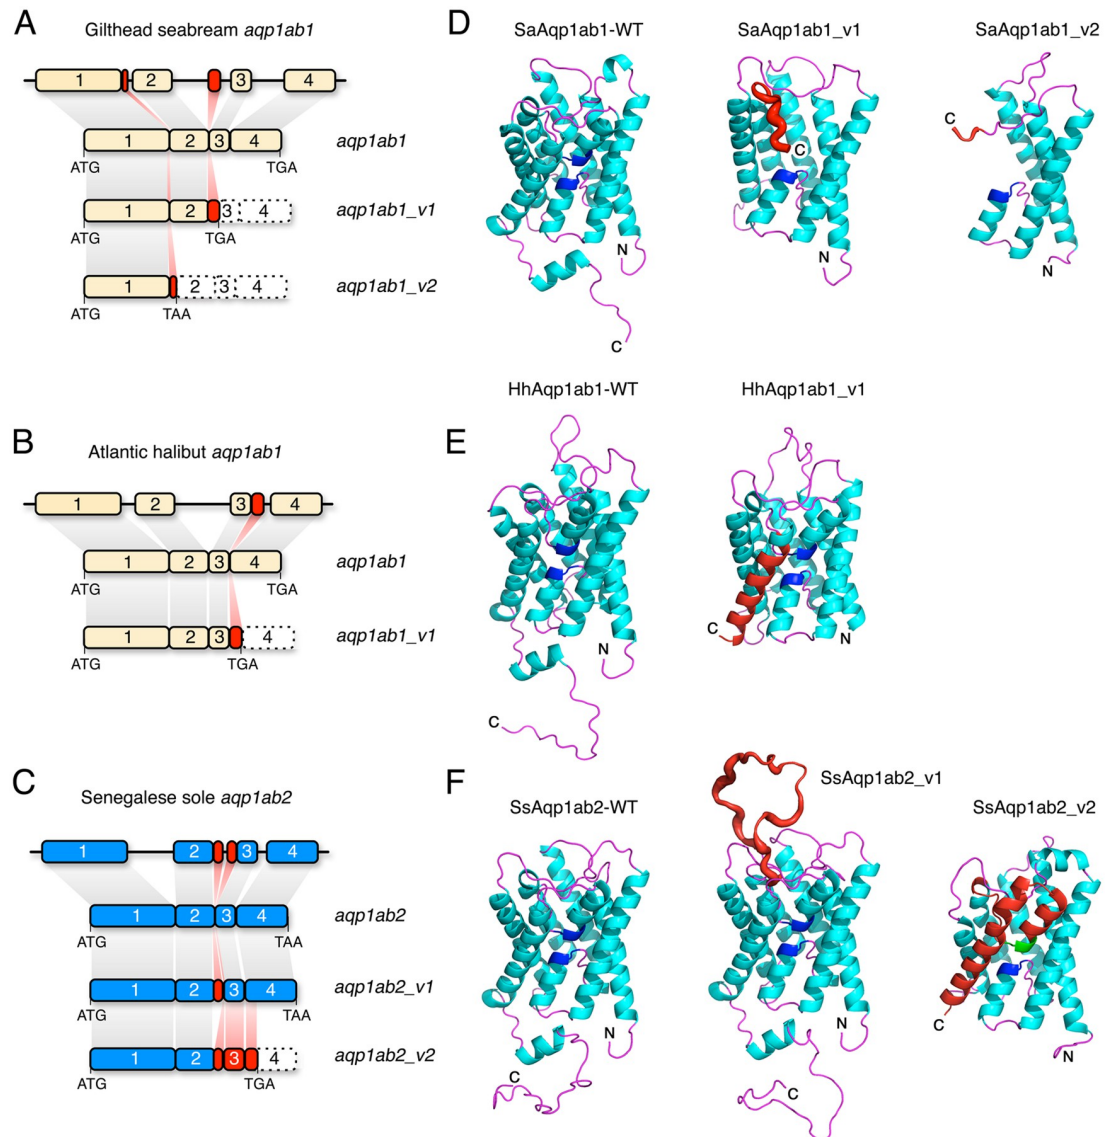 A
Gilthead seabream aqp1ab1
1 2 3 4
1 2 3 4
aqp1ab1
ATG TGA
1 2 3 4
aqp1ab1_v1
ATG TGA
1 2 3 4
aqp1ab1_v2
ATG TAA
B
Atlantic halibut aqp1ab1
1 2 3 4
1 2 3 4
aqp1ab1
ATG TGA
1 2 3 4
aqp1ab1_v1
ATG TGA
C
Senegalese sole aqp1ab2
1 2 3 4
1 2 3 4
aqp1ab2
ATG TAA
1 2 3 4
aqp1ab2_v1
ATG TAA
1 2 3 4
aqp1ab2_v2
ATG TGA
D
SaAqp1ab1-WT
N
C
SaAqp1ab1_v1
C
N
SaAqp1ab1_v2
C
N
E
HhAqp1ab1-WT
N
C
HhAqp1ab1_v1
C
N
F
SsAqp1ab2-WT
N
C
SsAqp1ab2_v1
N
C
SsAqp1ab2_v2
C
N